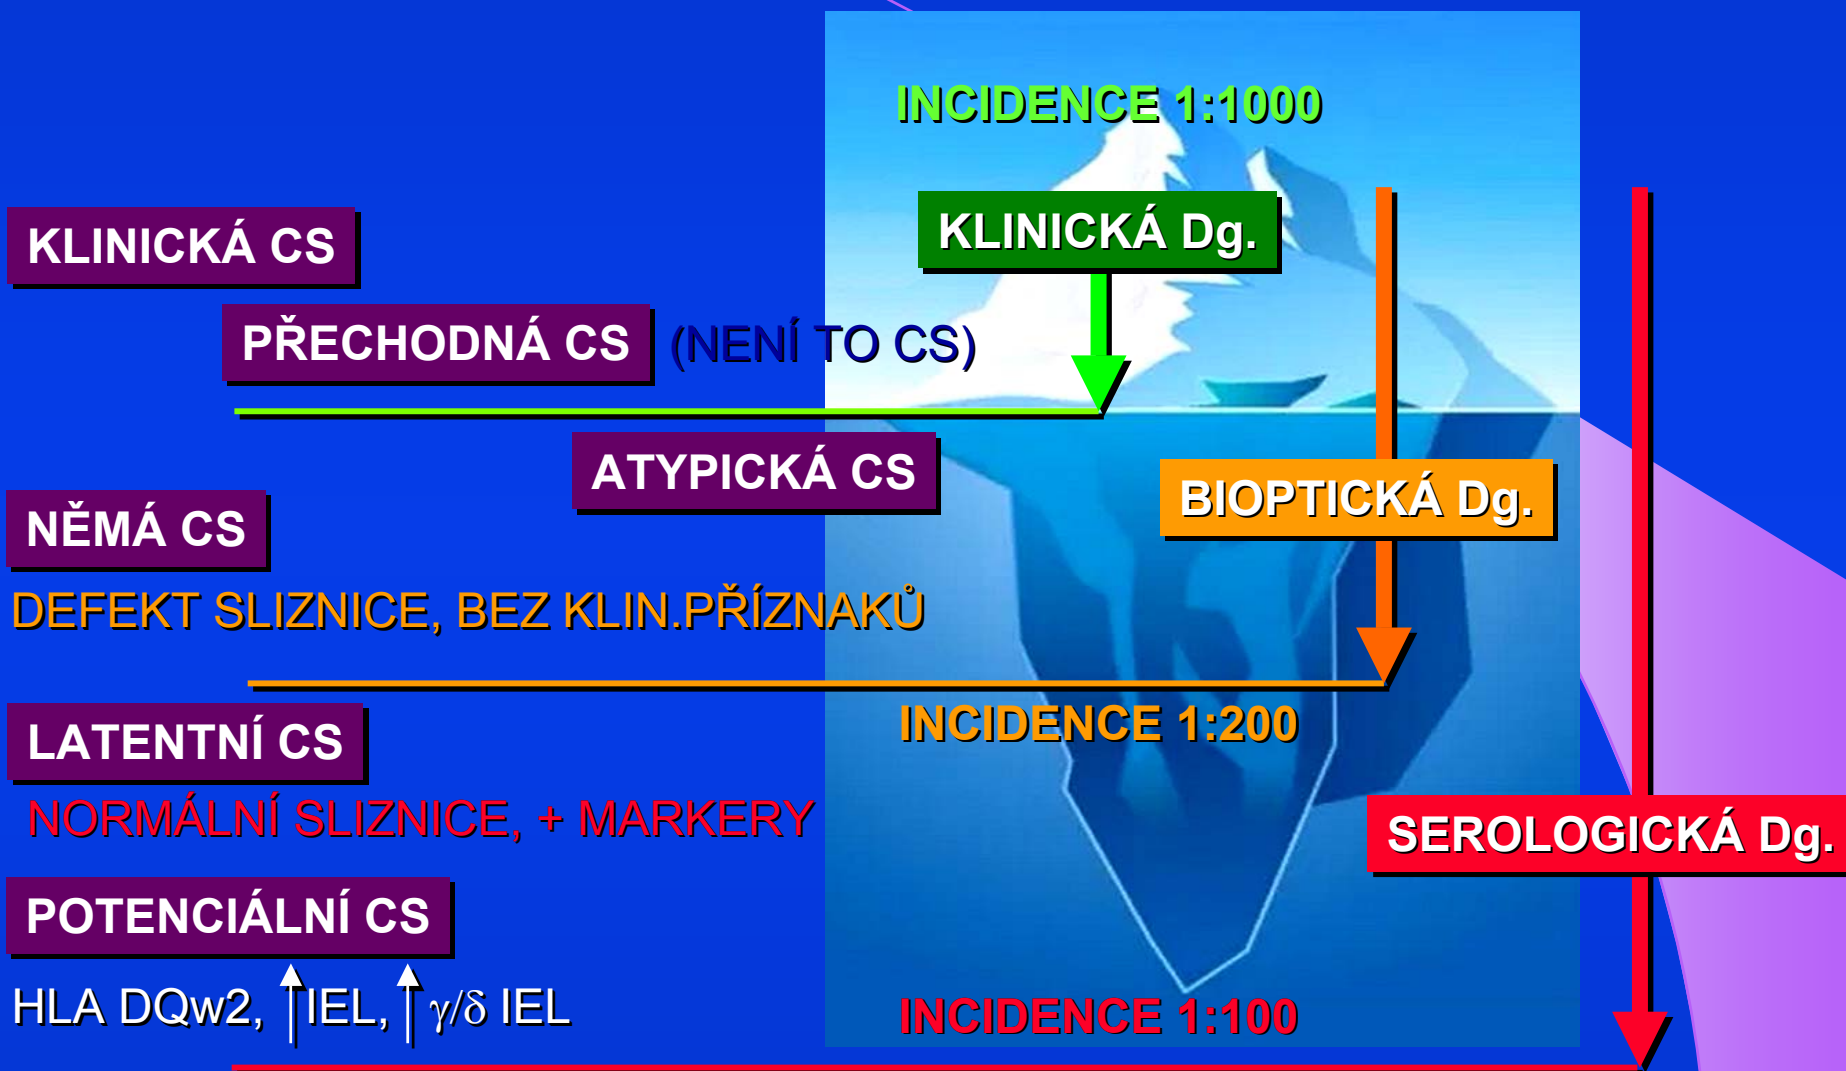 INCIDENCE 1:1000
KLINICKÁ CS
KLINICKÁ Dg.
PŘECHODNÁ CS (NENÍ TO CS)
ATYPICKÁ CS
BIOPTICKÁ Dg.
NĚMÁ CS
DEFEKT SLIZNICE, BEZ KLIN.PŘÍZNAKŮ
LATENTNÍ CS
INCIDENCE 1:200
NORMÁLNÍ SLIZNICE, + MARKERY
SEROLOGICKÁ Dg.
POTENCIÁLNÍ CS
HLA DQw2, ↑IEL, ↑ γ/δ IEL
INCIDENCE 1:100